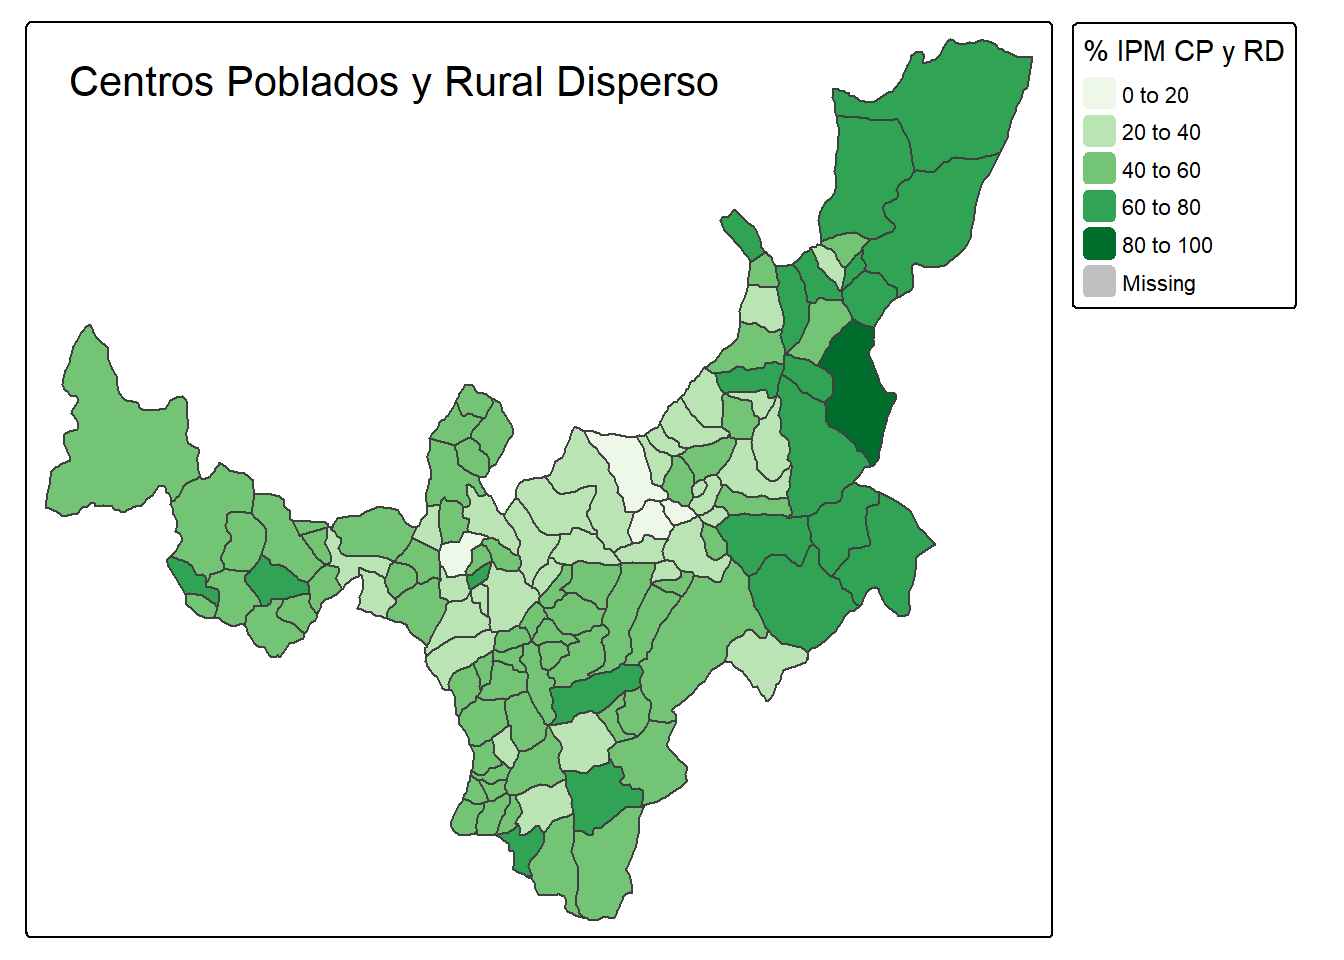 Centros Poblados y Rural Disperso
% IPM CP y RD
0 to 20
20 to 40
40 to 60
60 to 80
80 to 100
Missing